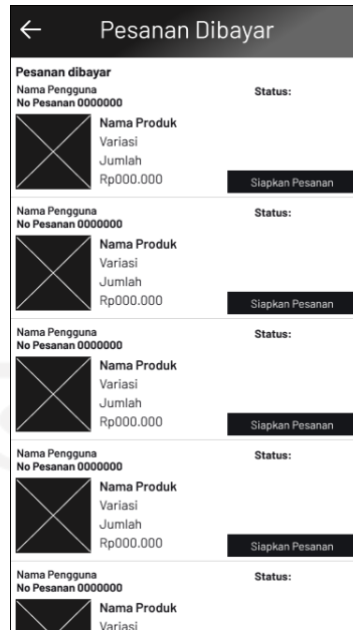 Pesanan Dibayar
Pesanan dibayar
Nama Pengguna
Status:
No Pesanan 0000000
Nama Produk
Variasi
Jumlah
Rp000.000
Siapkan Pesanan
Nama Pengguna
Status:
No Pesanan 0000000
Nama Produk
Variasi
Jumlah
Rp000.000
Siapkan Pesanan
Nama Pengguna
Status:
No Pesanan 0000000
Nama Produk
Variasi
Jumlah
Rp000.000
Siapkan Pesanan
Nama Pengguna
Status:
No Pesanan 0000000
Nama Produk
Variasi
Jumlah
Rp000.000
Siapkan Pesanan
Nama Pengguna
Status:
No Pesanan 0000000
Nama Produk
Variasi